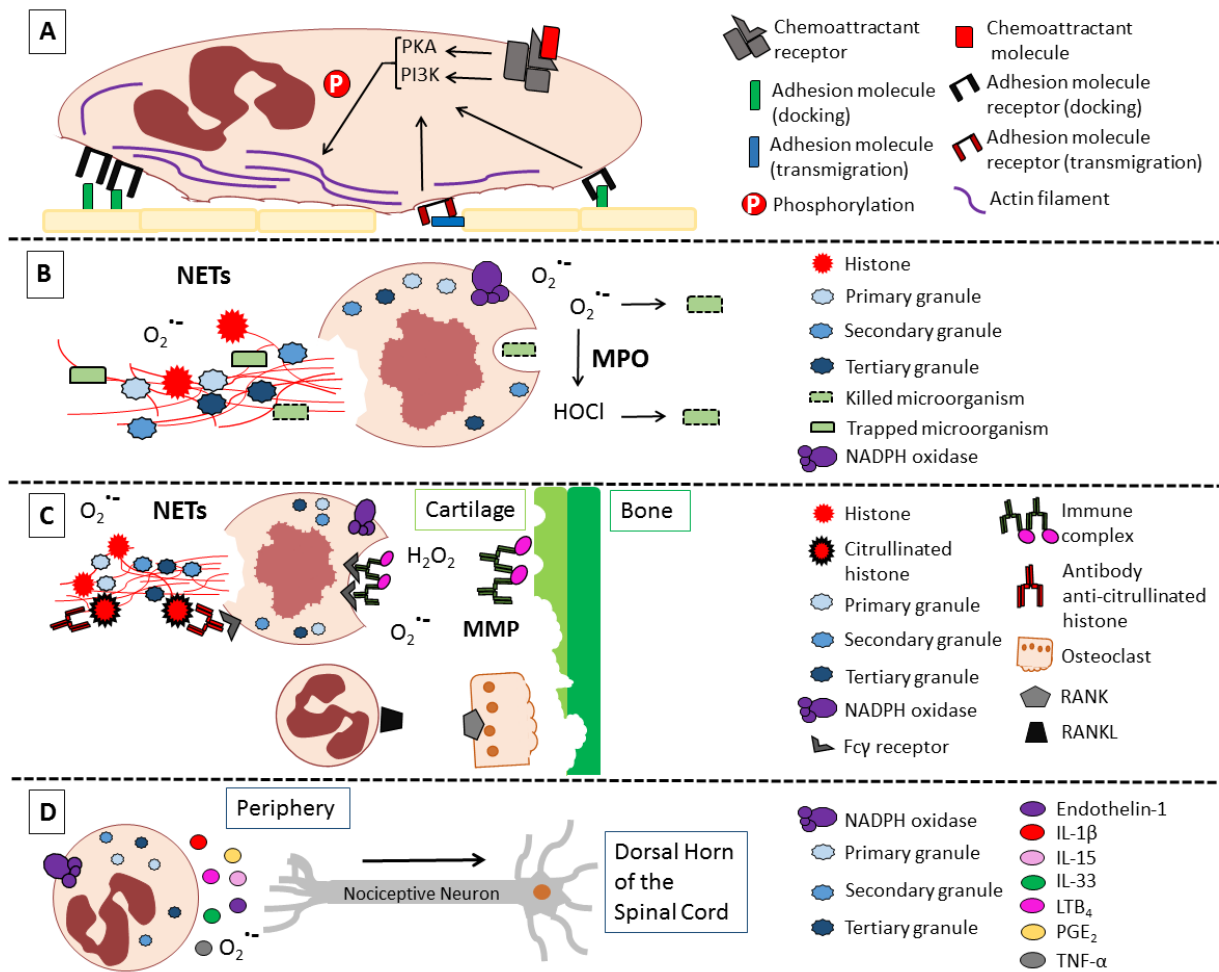 A
PKA
PI3K
P
Chemoattractant
receptor
Chemoattractant
molecule
Adhesion molecule
(docking)
Adhesion molecule
receptor (docking)
Adhesion molecule
(transmigration)
Adhesion molecule
receptor (transmigration)
P Phosphorylation
Actin filament
B
NETs
O2•-
O2•-
O2•-
MPO
HOCl
Histone
Primary granule
Secondary granule
Tertiary granule
Killed microorganism
Trapped microorganism
NADPH oxidase
C
O2•-
NETs
Cartilage
Bone
H2O2
O2•-
MMP
Histone
Citrullinated
histone
Primary granule
Secondary granule
Tertiary granule
NADPH oxidase
Fcγ receptor
Immune
complex
Antibody
anti-citrullinated
histone
Osteoclast
RANK
RANKL
D
Periphery
O2•-
Nociceptive Neuron
Dorsal Horn
of the
Spinal Cord
NADPH oxidase
Primary granule
Secondary granule
Tertiary granule
Endothelin-1
IL-1β
IL-15
IL-33
LTB4
PGE2
TNF-α